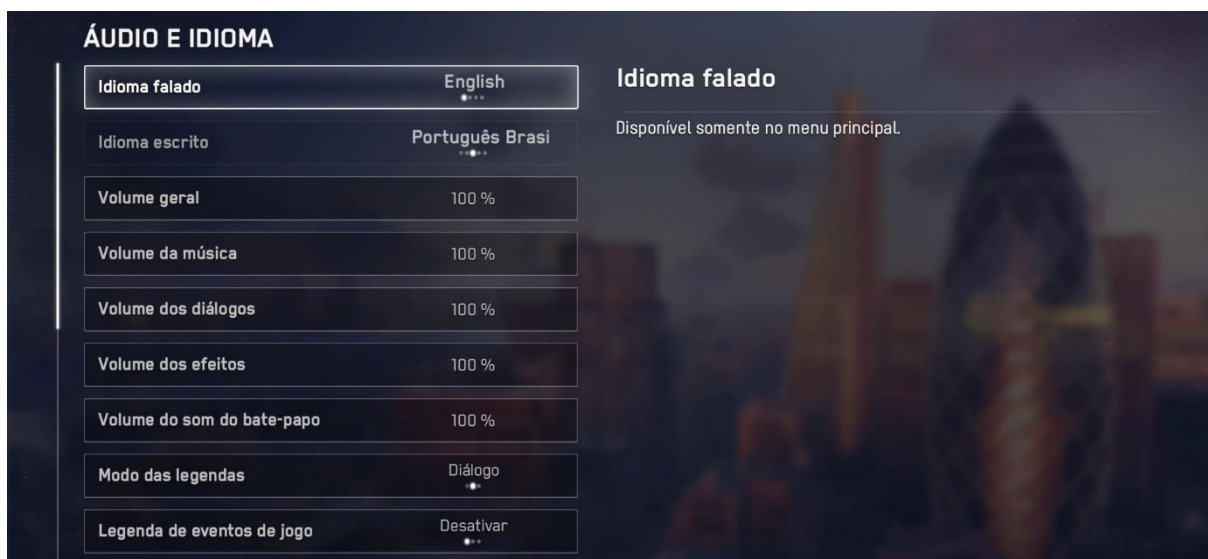 ÁUDIO E IDIOMA
Idioma falado
English
Idioma escrito
Português Brasi
Volume geral
100 %
Volume da música
100 %
Volume dos diálogos
100 %
Volume dos efeitos
100 %
Volume do som do bate-papo
100 %
Modo das legendas
Diálogo
Legenda de eventos de jogo
Desativar
Idioma falado
Disponível somente no menu principal.